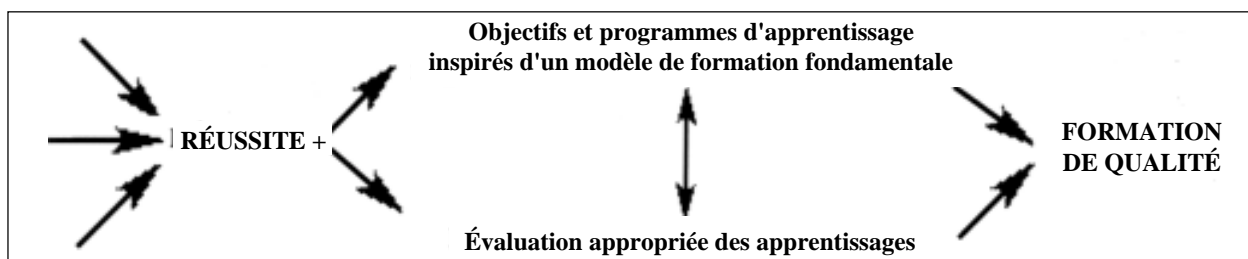 Objectifs et programmes d'apprentissage
inspirés d'un modèle de formation fondamentale
RÉUSSITE +
FORMATION
DE QUALITÉ
Évaluation appropriée des apprentissages